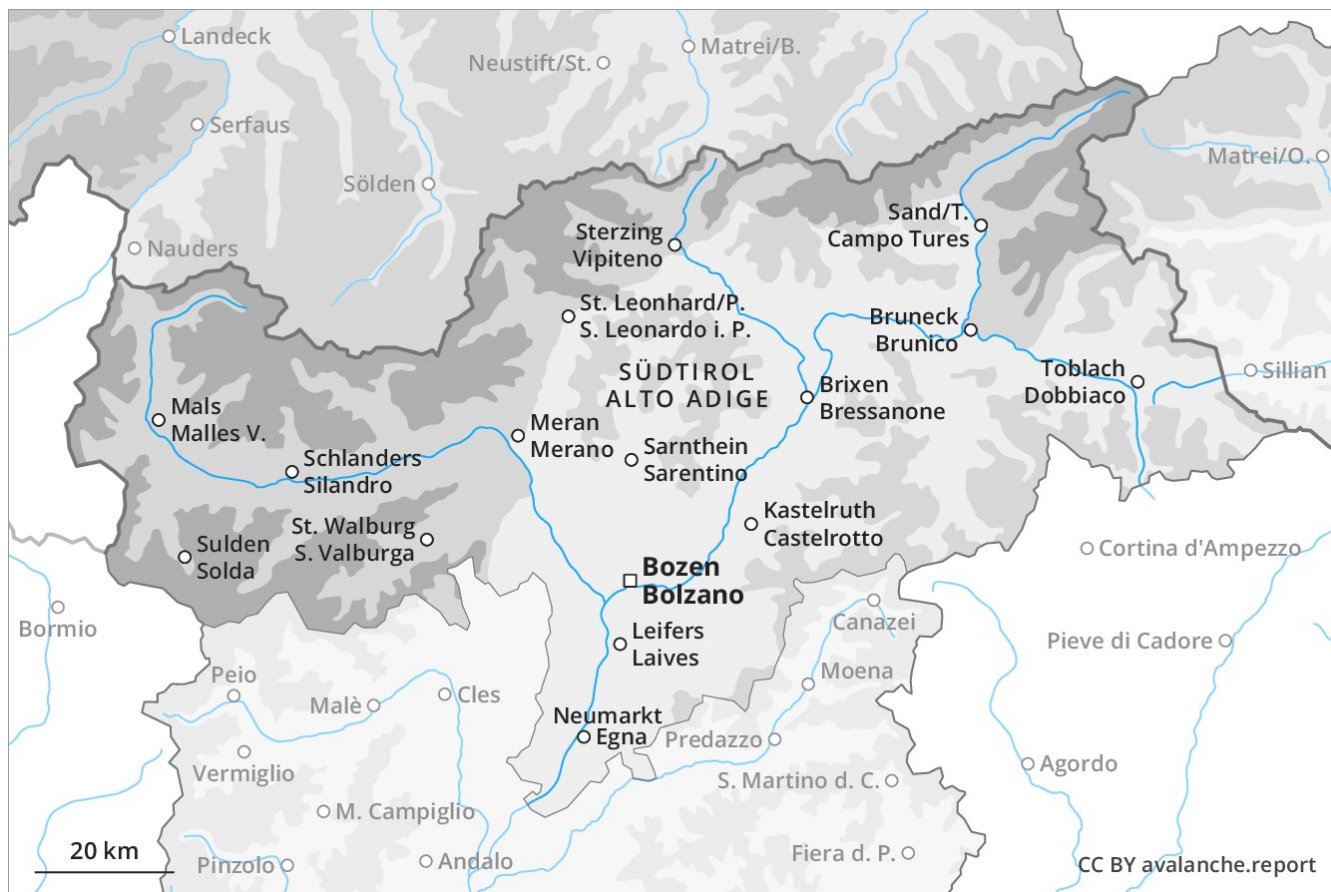 Landeck
Matrei/B.
Neustift/St.
Serfaus
Matrei/O.
Sölden
Sand/T.
Campo Tures
Sterzing
Vipiteno
Nauders
St. Leonhard/P.
S. Leonardo i. P.
Bruneck
Brunico
SÜDTIROL
ALTO ADIGE
Toblach
Dobbiaco
Sillian
Brixen
Bressanone
Mals
Malles V.
Meran
Merano
Sarnthein
Sarentino
Schlanders
Silandro
Kastelruth
Castelrotto
St. Walburg
S. Valburga
Sulden
Solda
Cortina d'Ampezzo
Bozen
Bolzano
Bormio
Canazei
Leifers
Laives
Pieve di Cadore
Peio
Moena
Malè
Cles
Neumarkt
Egna
Predazzo
Vermiglio
Agordo
S. Martino d. C.
M. Campiglio
20 km
Pinzolo
Andalo
Fiera d. P.
CC BY avalanche.report